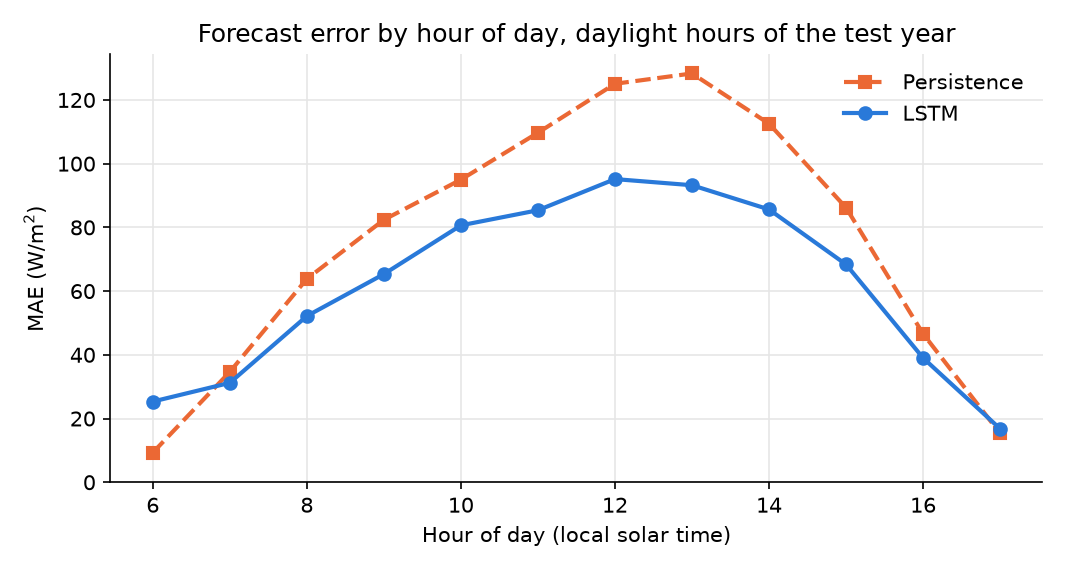 Forecast error by hour of day, daylight hours of the test year
Persistence
LSTM
MAE (W/m²)
120
100
80
60
40
20
0
6 8 10 12 14 16
Hour of day (local solar time)